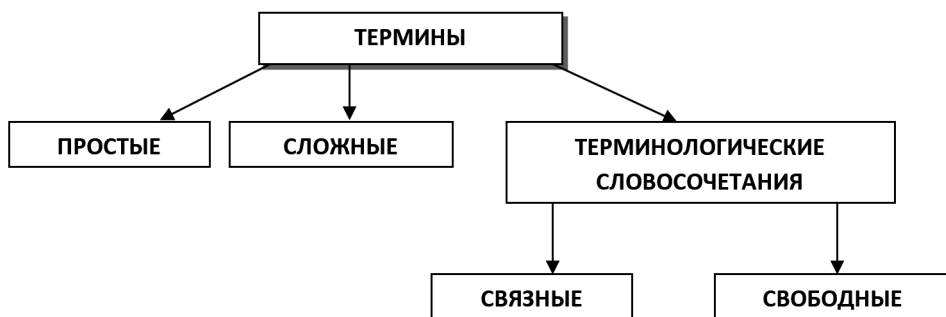 ТЕРМИНЫ
ПРОСТЫЕ
СЛОЖНЫЕ
ТЕРМИНОЛОГИЧЕСКИЕ
СЛОВОСОЧЕТАНИЯ
СВЯЗНЫЕ
СВОБОДНЫЕ